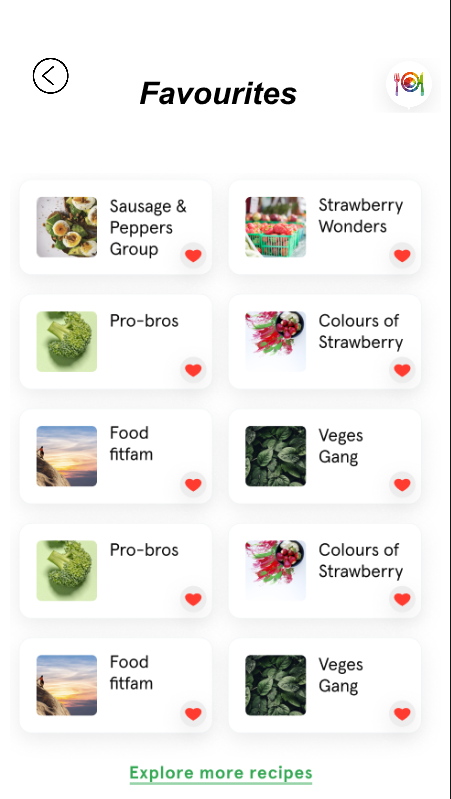 Favourites
Sausage &
Peppers
Group
Strawberry
Wonders
Pro-bros
Colours of
Strawberry
Food
fitfam
Veges
Gang
Pro-bros
Colours of
Strawberry
Food
fitfam
Veges
Gang
Explore more recipes